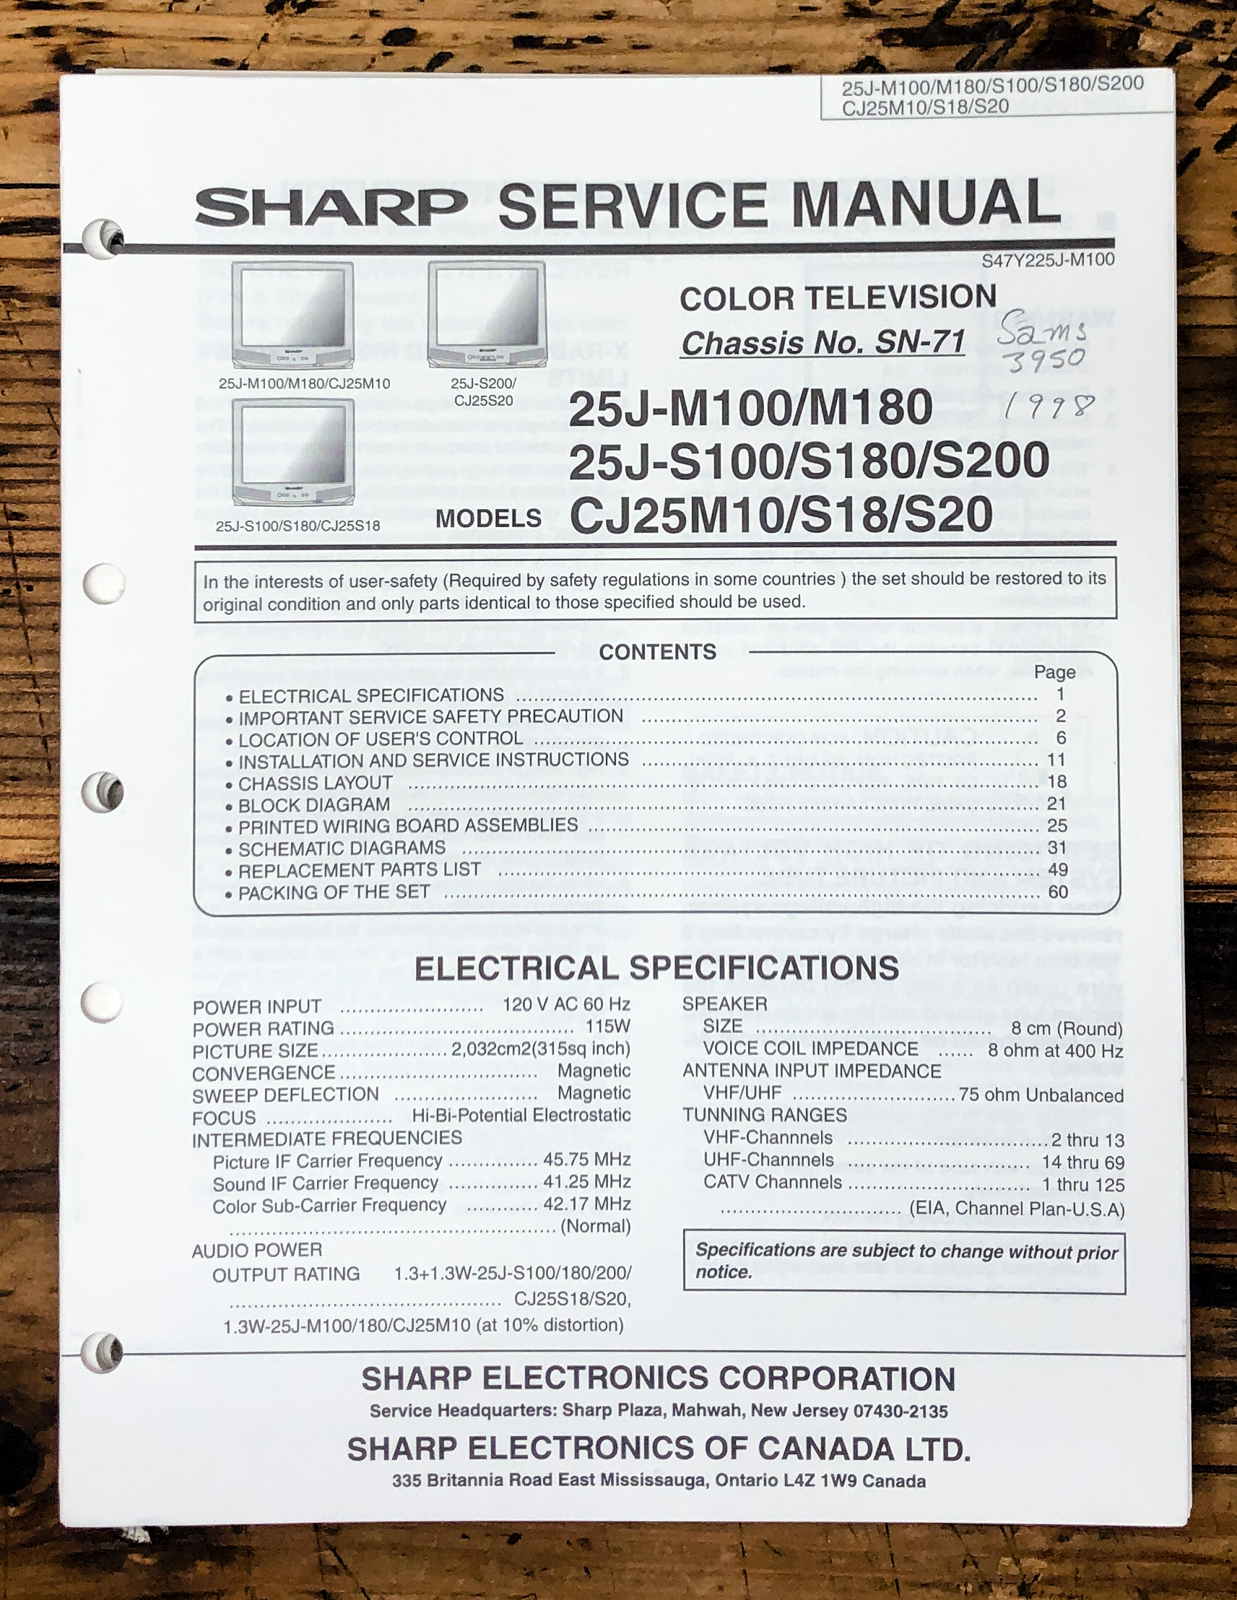 25J-M100/M180/S100/S180/S200
CJ25M10/S18/S20
SHARP SERVICE MANUAL
S47Y225J-M100
25J-M100/M180/CJ25M10
25J-S200/
CJ25S20
25J-S100/S180/CJ25S18
COLOR TELEVISION
Chassis No. SN-71
Sams
3950
1998
25J-M100/M180
25J-S100/S180/S200
MODELS CJ25M10/S18/S20
In the interests of user-safety (Required by safety regulations in some countries ) the set should be restored to its
original condition and only parts identical to those specified should be used.
CONTENTS
Page
• ELECTRICAL SPECIFICATIONS ........ 1
• IMPORTANT SERVICE SAFETY PRECAUTION ........ 2
• LOCATION OF USER'S CONTROL ........ 6
• INSTALLATION AND SERVICE INSTRUCTIONS ........ 11
• CHASSIS LAYOUT ........ 18
• BLOCK DIAGRAM ........ 21
• PRINTED WIRING BOARD ASSEMBLIES ........ 25
• SCHEMATIC DIAGRAMS ........ 31
• REPLACEMENT PARTS LIST ........ 49
• PACKING OF THE SET ........ 60
ELECTRICAL SPECIFICATIONS
POWER INPUT ........ 120 V AC 60 Hz
POWER RATING ........ 115W
PICTURE SIZE ........ 2,032cm2(315sq inch)
CONVERGENCE ........ Magnetic
SWEEP DEFLECTION ........ Magnetic
FOCUS ........ Hi-Bi-Potential Electrostatic
INTERMEDIATE FREQUENCIES
Picture IF Carrier Frequency ........ 45.75 MHz
Sound IF Carrier Frequency ........ 41.25 MHz
Color Sub-Carrier Frequency ........ 42.17 MHz
........ (Normal)
AUDIO POWER
OUTPUT RATING 1.3+1.3W-25J-S100/180/200/
........ CJ25S18/S20,
1.3W-25J-M100/180/CJ25M10 (at 10% distortion)
SPEAKER
SIZE ........ 8 cm (Round)
VOICE COIL IMPEDANCE ...... 8 ohm at 400 Hz
ANTENNA INPUT IMPEDANCE
VHF/UHF ........ 75 ohm Unbalanced
TUNNING RANGES
VHF-Channnels ........ 2 thru 13
UHF-Channnels ........ 14 thru 69
CATV Channnels ........ 1 thru 125
........ (EIA, Channel Plan-U.S.A)
Specifications are subject to change without prior
notice.
SHARP ELECTRONICS CORPORATION
Service Headquarters: Sharp Plaza, Mahwah, New Jersey 07430-2135
SHARP ELECTRONICS OF CANADA LTD.
335 Britannia Road East Mississauga, Ontario L4Z 1W9 Canada